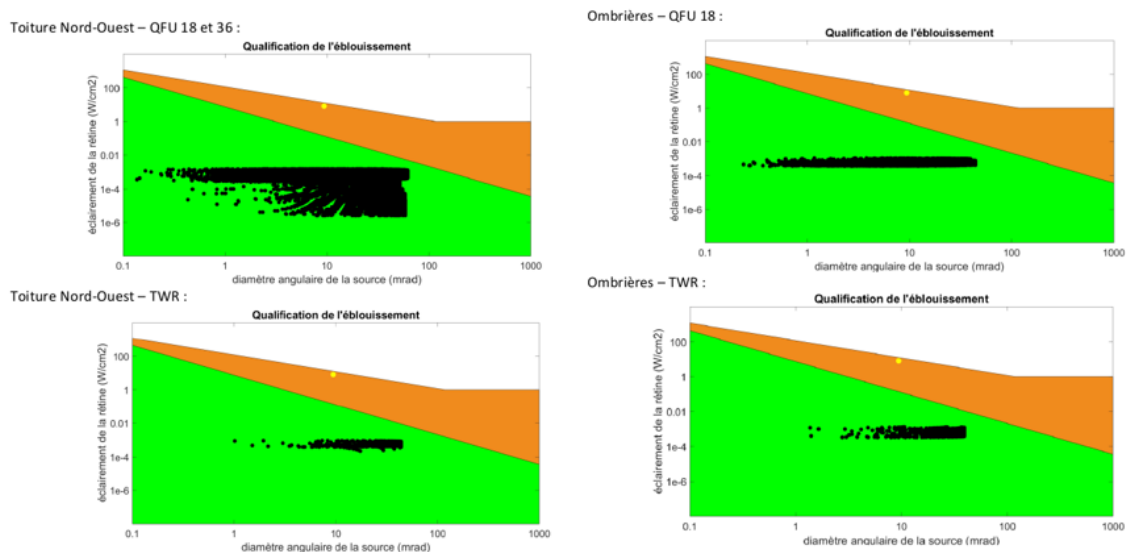 Toiture Nord-Ouest – QFU 18 et 36 :
Qualification de l'éblouissement
éclairement de la rétine (W/cm2)
100
1
0.01
1e-4
1e-6
0.1 1 10 100 1000
diamètre angulaire de la source (mrad)
Ombrières – QFU 18 :
Qualification de l'éblouissement
éclairement de la rétine (W/cm2)
100
1
0.01
1e-4
1e-6
0.1 1 10 100 1000
diamètre angulaire de la source (mrad)
Toiture Nord-Ouest – TWR :
Qualification de l'éblouissement
éclairement de la rétine (W/cm2)
100
1
0.01
1e-4
1e-6
0.1 1 10 100 1000
diamètre angulaire de la source (mrad)
Ombrières – TWR :
Qualification de l'éblouissement
éclairement de la rétine (W/cm2)
100
1
0.01
1e-4
1e-6
0.1 1 10 100 1000
diamètre angulaire de la source (mrad)